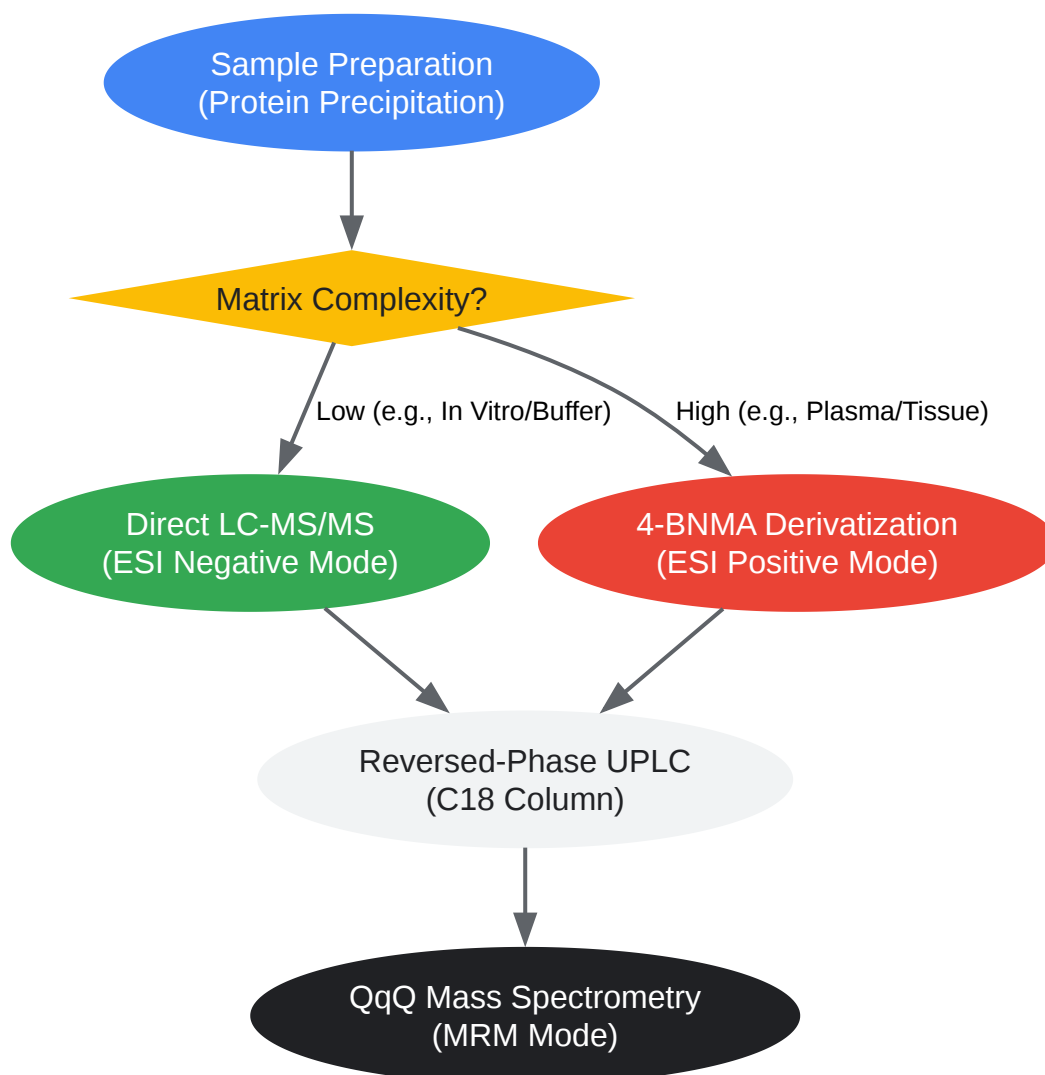 Sample Preparation
(Protein Precipitation)
Matrix Complexity?
Low (e.g., In Vitro/Buffer)
High (e.g., Plasma/Tissue)
Direct LC-MS/MS
(ESI Negative Mode)
4-BNMA Derivatization
(ESI Positive Mode)
Reversed-Phase UPLC
(C18 Column)
QqQ Mass Spectrometry
(MRM Mode)